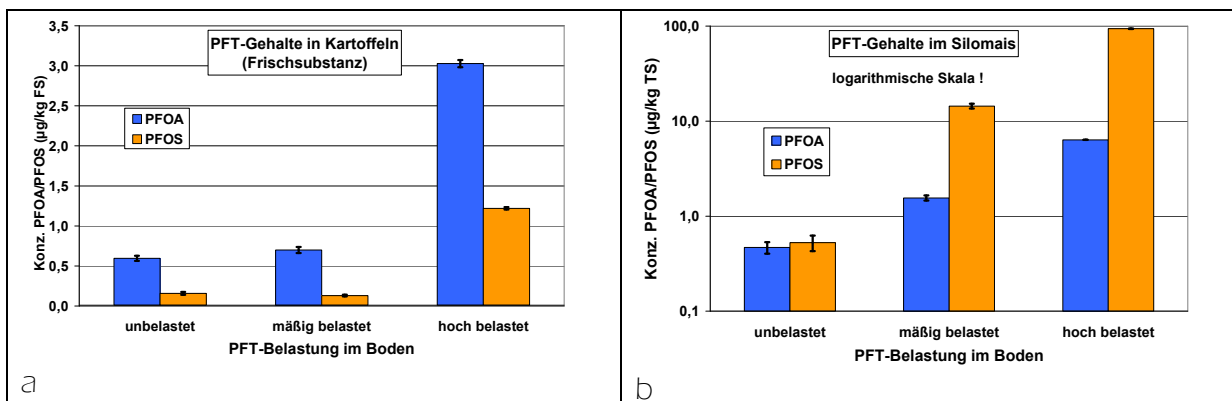 PFT-Gehalte in Kartoffeln
(Frischsubstanz)
Konz. PFOA/PFOS (µg/kg FS)
3,5
3,0
2,5
2,0
1,5
1,0
0,5
0,0
PFOA
PFOS
unbelastet mäßig belastet hoch belastet
PFT-Belastung im Boden
a
PFT-Gehalte im Silomais
logarithmische Skala !
Konz. PFOA/PFOS (µg/kg TS)
100,0
10,0
1,0
0,1
PFOA
PFOS
unbelastet mäßig belastet hoch belastet
PFT-Belastung im Boden
b